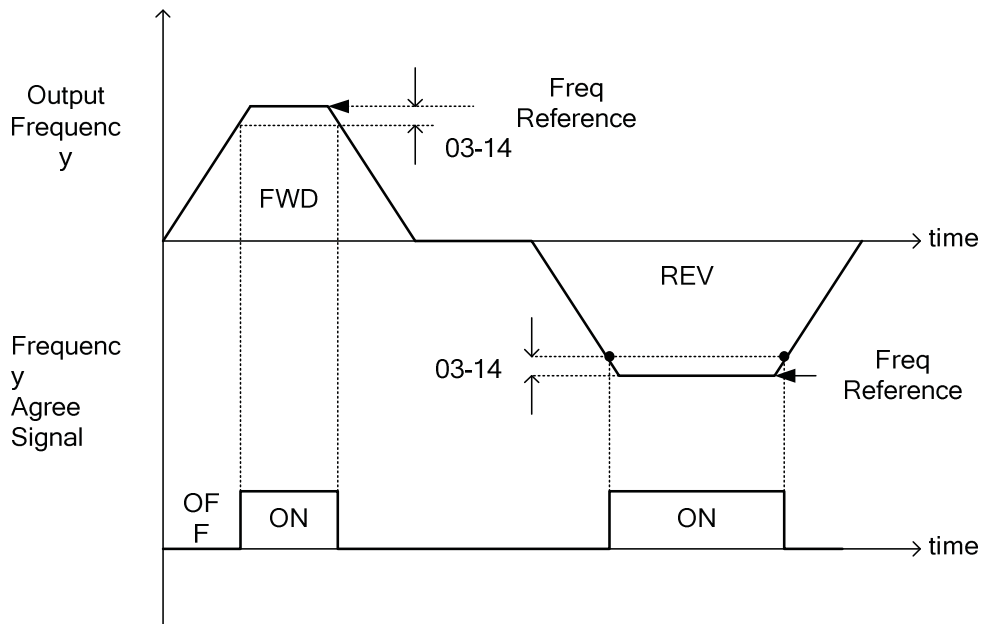 Output
Frequenc
y
Freq
Reference
03-14
FWD
time
REV
Frequenc
y
Agree
Signal
03-14
Freq
Reference
OF
F
ON
ON
time